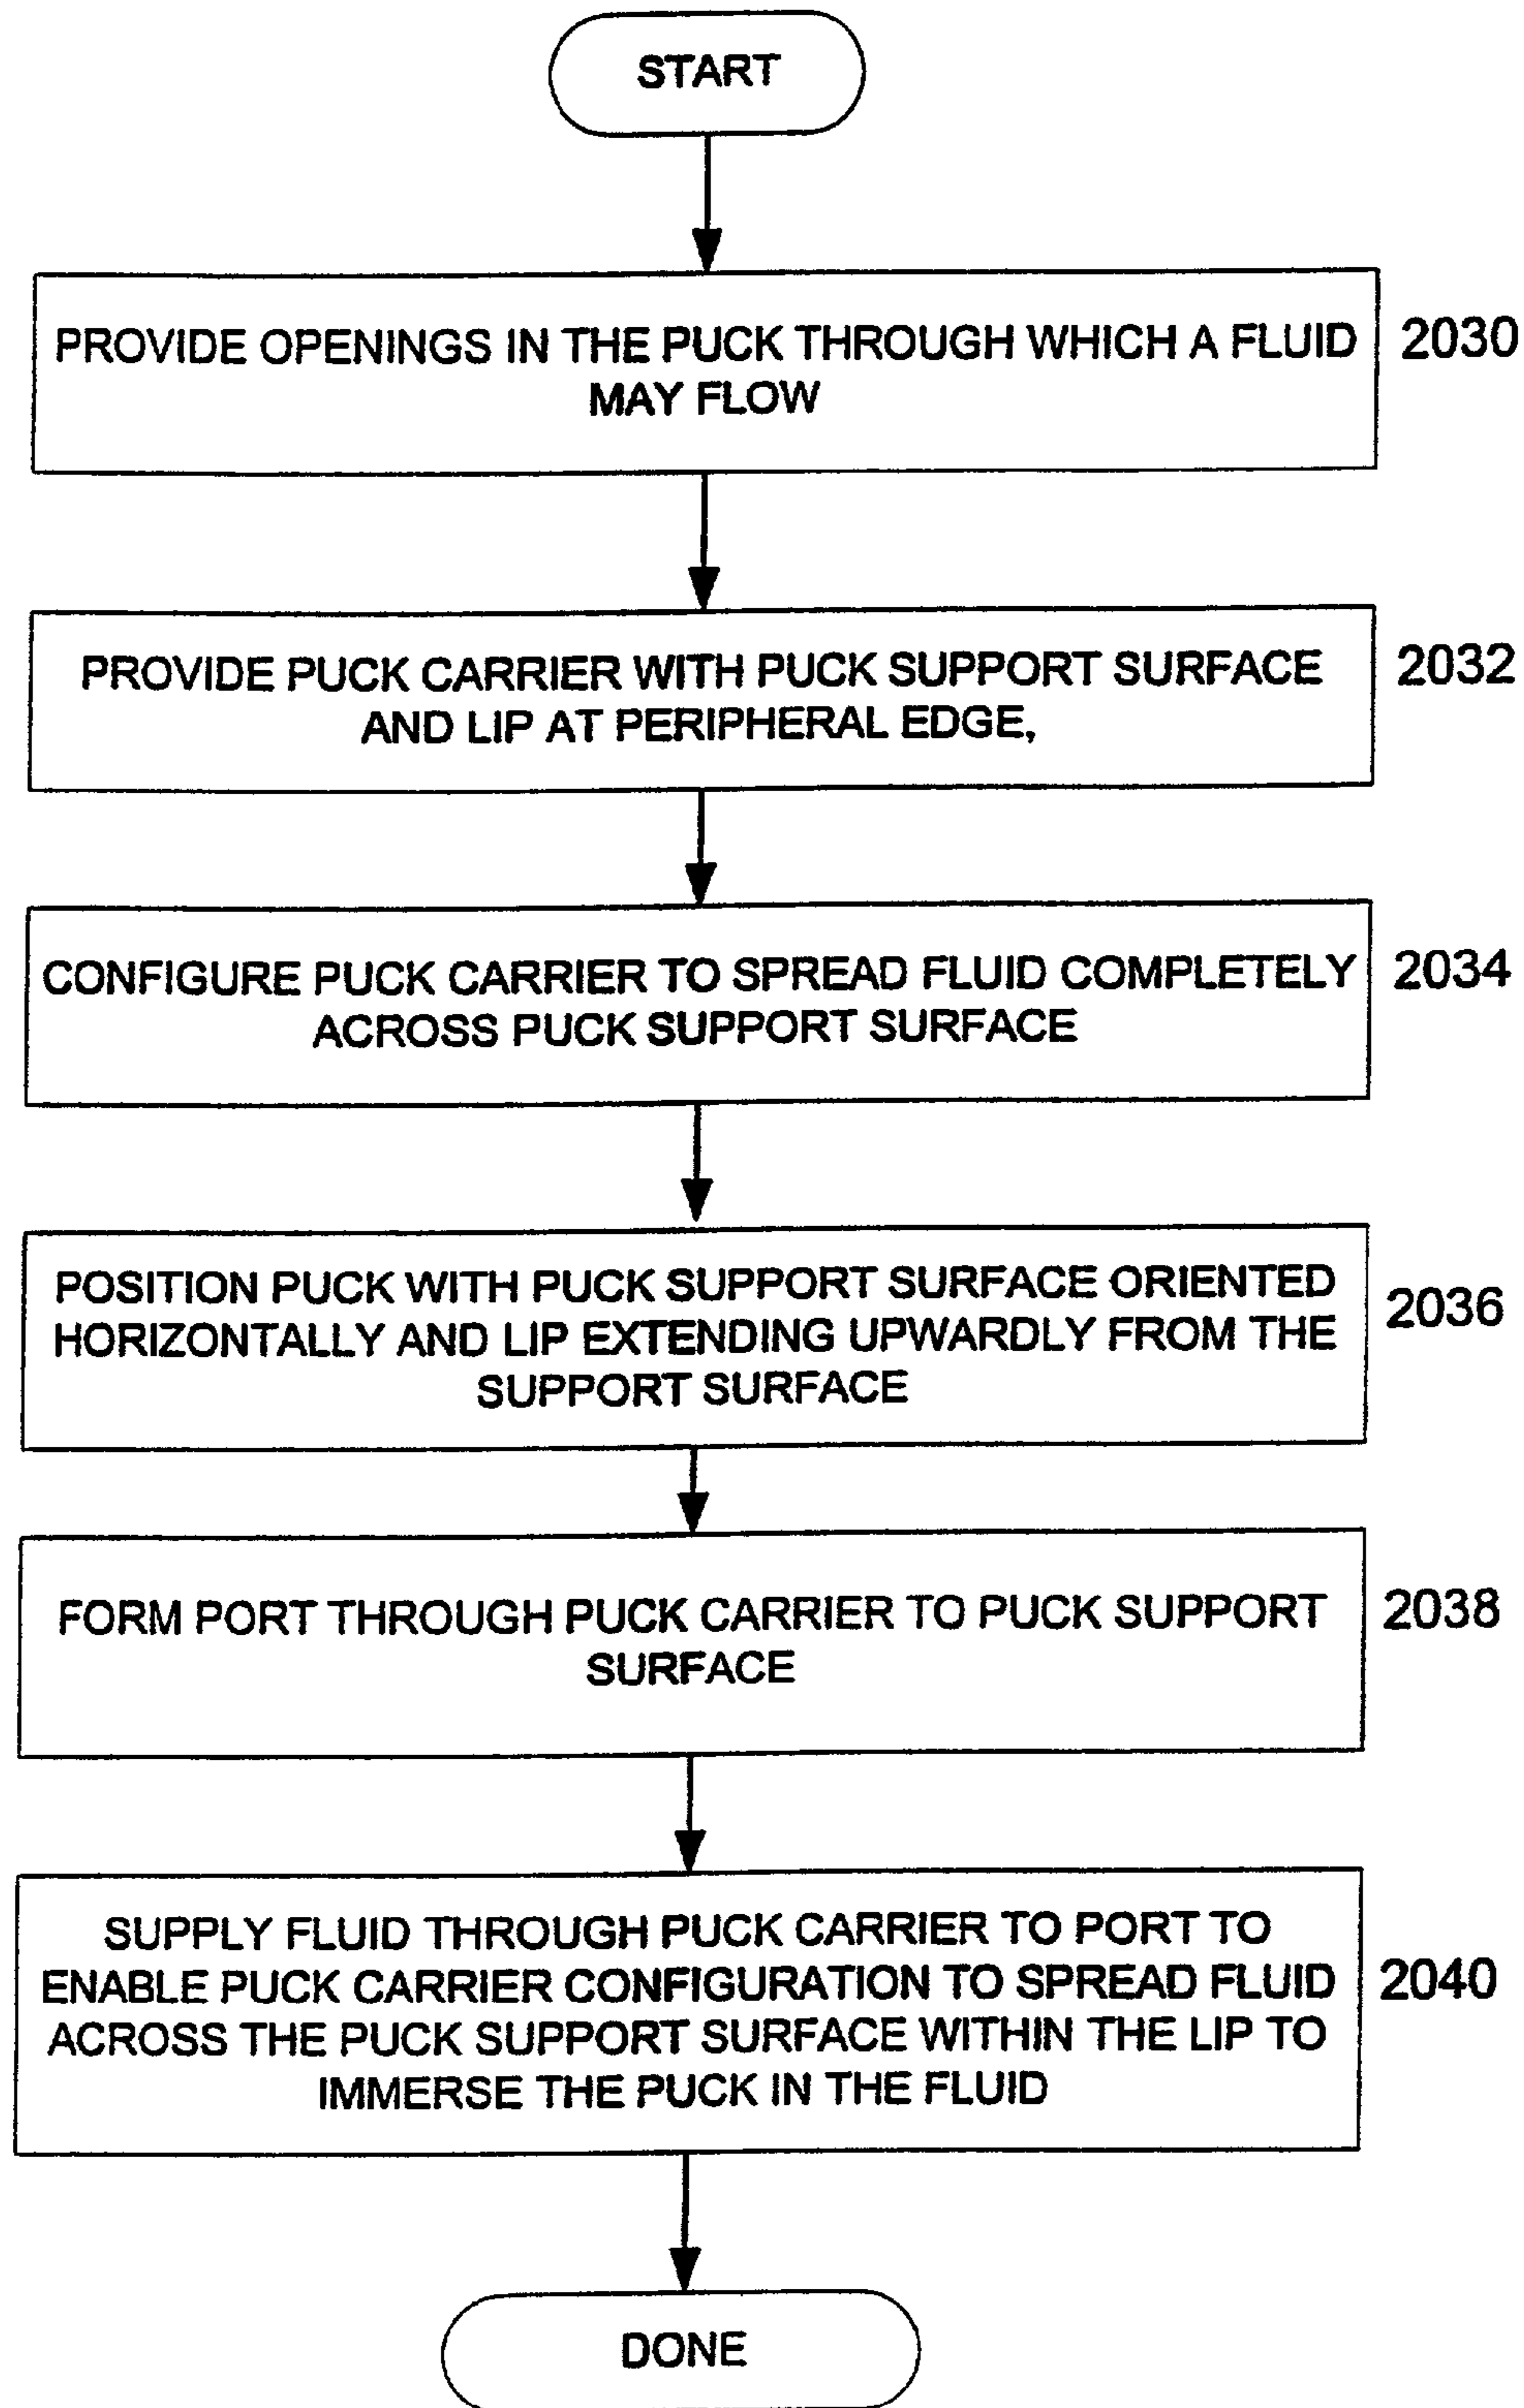 START
PROVIDE OPENINGS IN THE PUCK THROUGH WHICH A FLUID
MAY FLOW
2030
PROVIDE PUCK CARRIER WITH PUCK SUPPORT SURFACE
AND LIP AT PERIPHERAL EDGE,
2032
CONFIGURE PUCK CARRIER TO SPREAD FLUID COMPLETELY
ACROSS PUCK SUPPORT SURFACE
2034
POSITION PUCK WITH PUCK SUPPORT SURFACE ORIENTED
HORIZONTALLY AND LIP EXTENDING UPWARDLY FROM THE
SUPPORT SURFACE
2036
FORM PORT THROUGH PUCK CARRIER TO PUCK SUPPORT
SURFACE
2038
SUPPLY FLUID THROUGH PUCK CARRIER TO PORT TO
ENABLE PUCK CARRIER CONFIGURATION TO SPREAD FLUID
ACROSS THE PUCK SUPPORT SURFACE WITHIN THE LIP TO
IMMERSE THE PUCK IN THE FLUID
2040
DONE